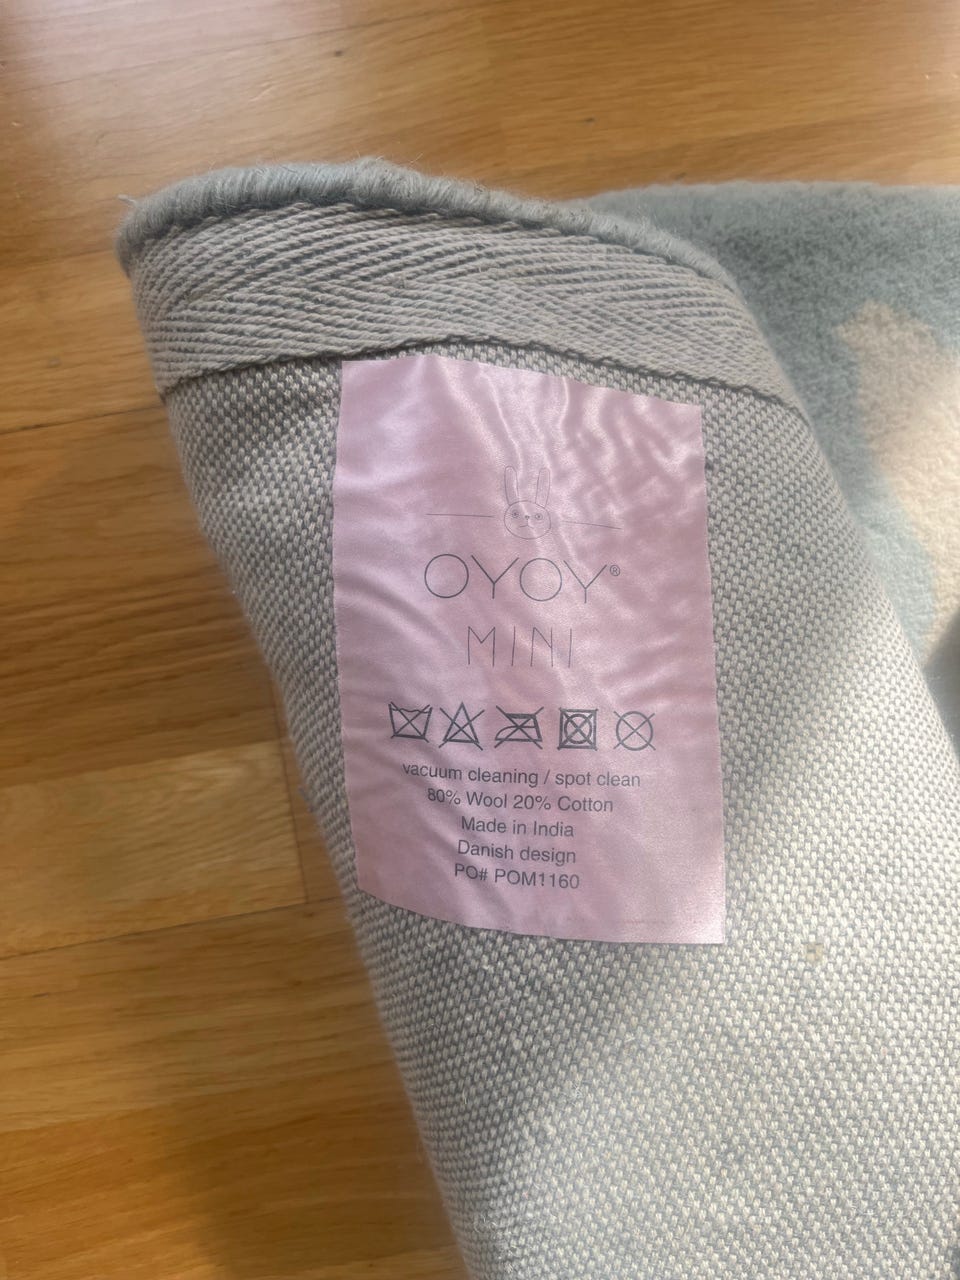 OYOY®
MINI
vacuum cleaning / spot clean
80% Wool 20% Cotton
Made in India
Danish design
PO# POM1160